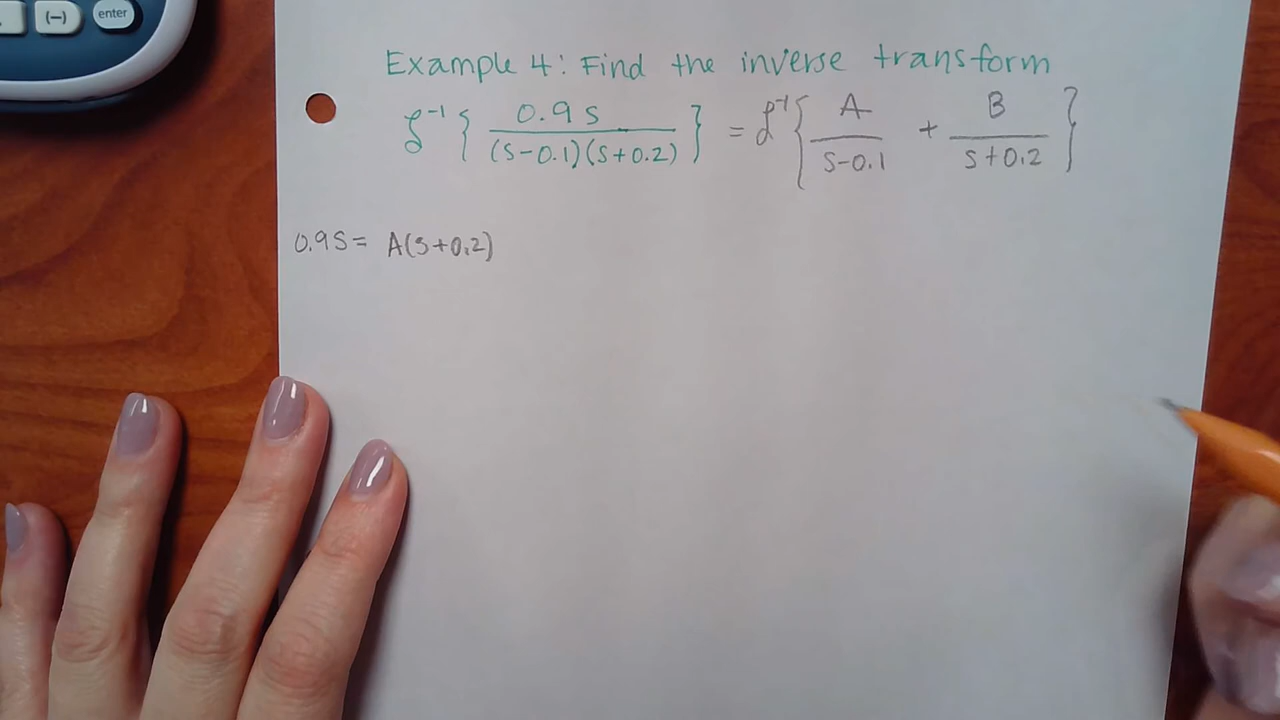 (-) enter
Example 4: Find the inverse transform
ℒ⁻¹{ 0.9s / (s-0.1)(s+0.2) } = ℒ⁻¹{ A / s-0.1 + B / s+0.2 }
0.9s= A(s+0.2)